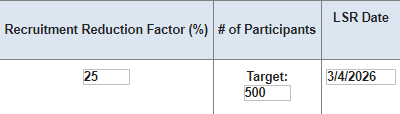 Recruitment Reduction Factor (%) # of Participants LSR Date
25 Target: 3/4/2026
500